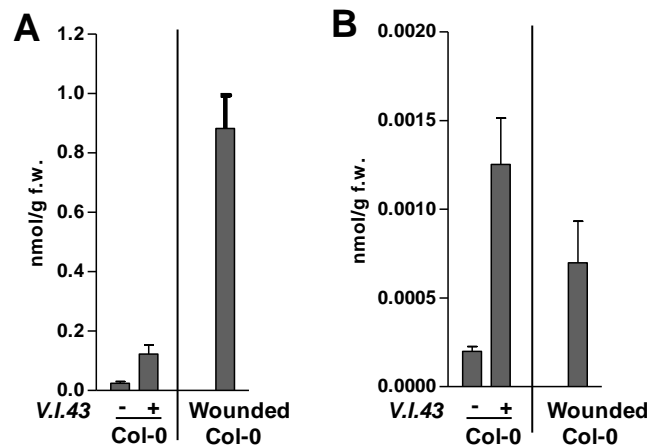 A
nmol/g f.w.
1.2
1.0
0.8
0.6
0.4
0.2
0.0
V.l.43 - + Wounded
Col-0 Col-0
B
nmol/g f.w.
0.0020
0.0015
0.0010
0.0005
0.0000
V.l.43 - + Wounded
Col-0 Col-0